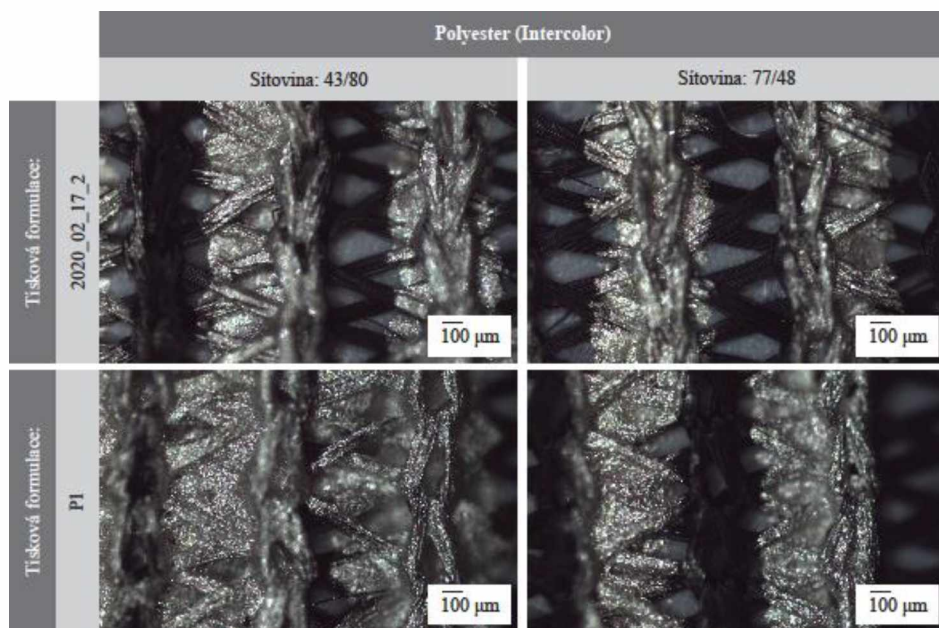 Polyester (Intercolor)
Sítovina: 43/80
Sítovina: 77/48
Tisková formulace:
2020_02_17_2
100 µm
100 µm
Tisková formulace:
P1
100 µm
100 µm